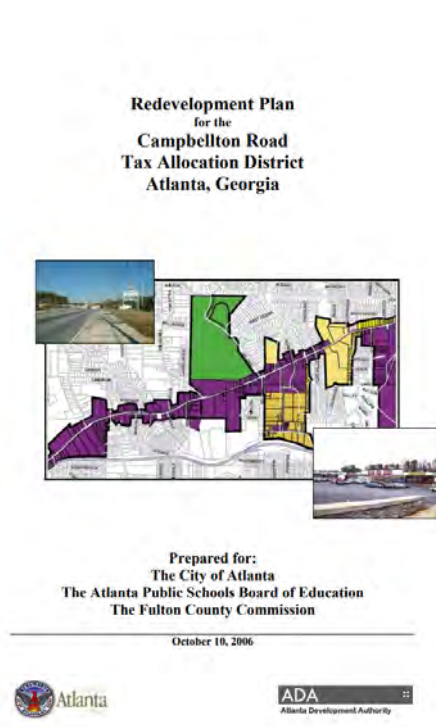 Redevelopment Plan
for the
Campbellton Road
Tax Allocation District
Atlanta, Georgia
Prepared for:
The City of Atlanta
The Atlanta Public Schools Board of Education
The Fulton County Commission
October 10, 2006
Atlanta
ADA
Atlanta Development Authority